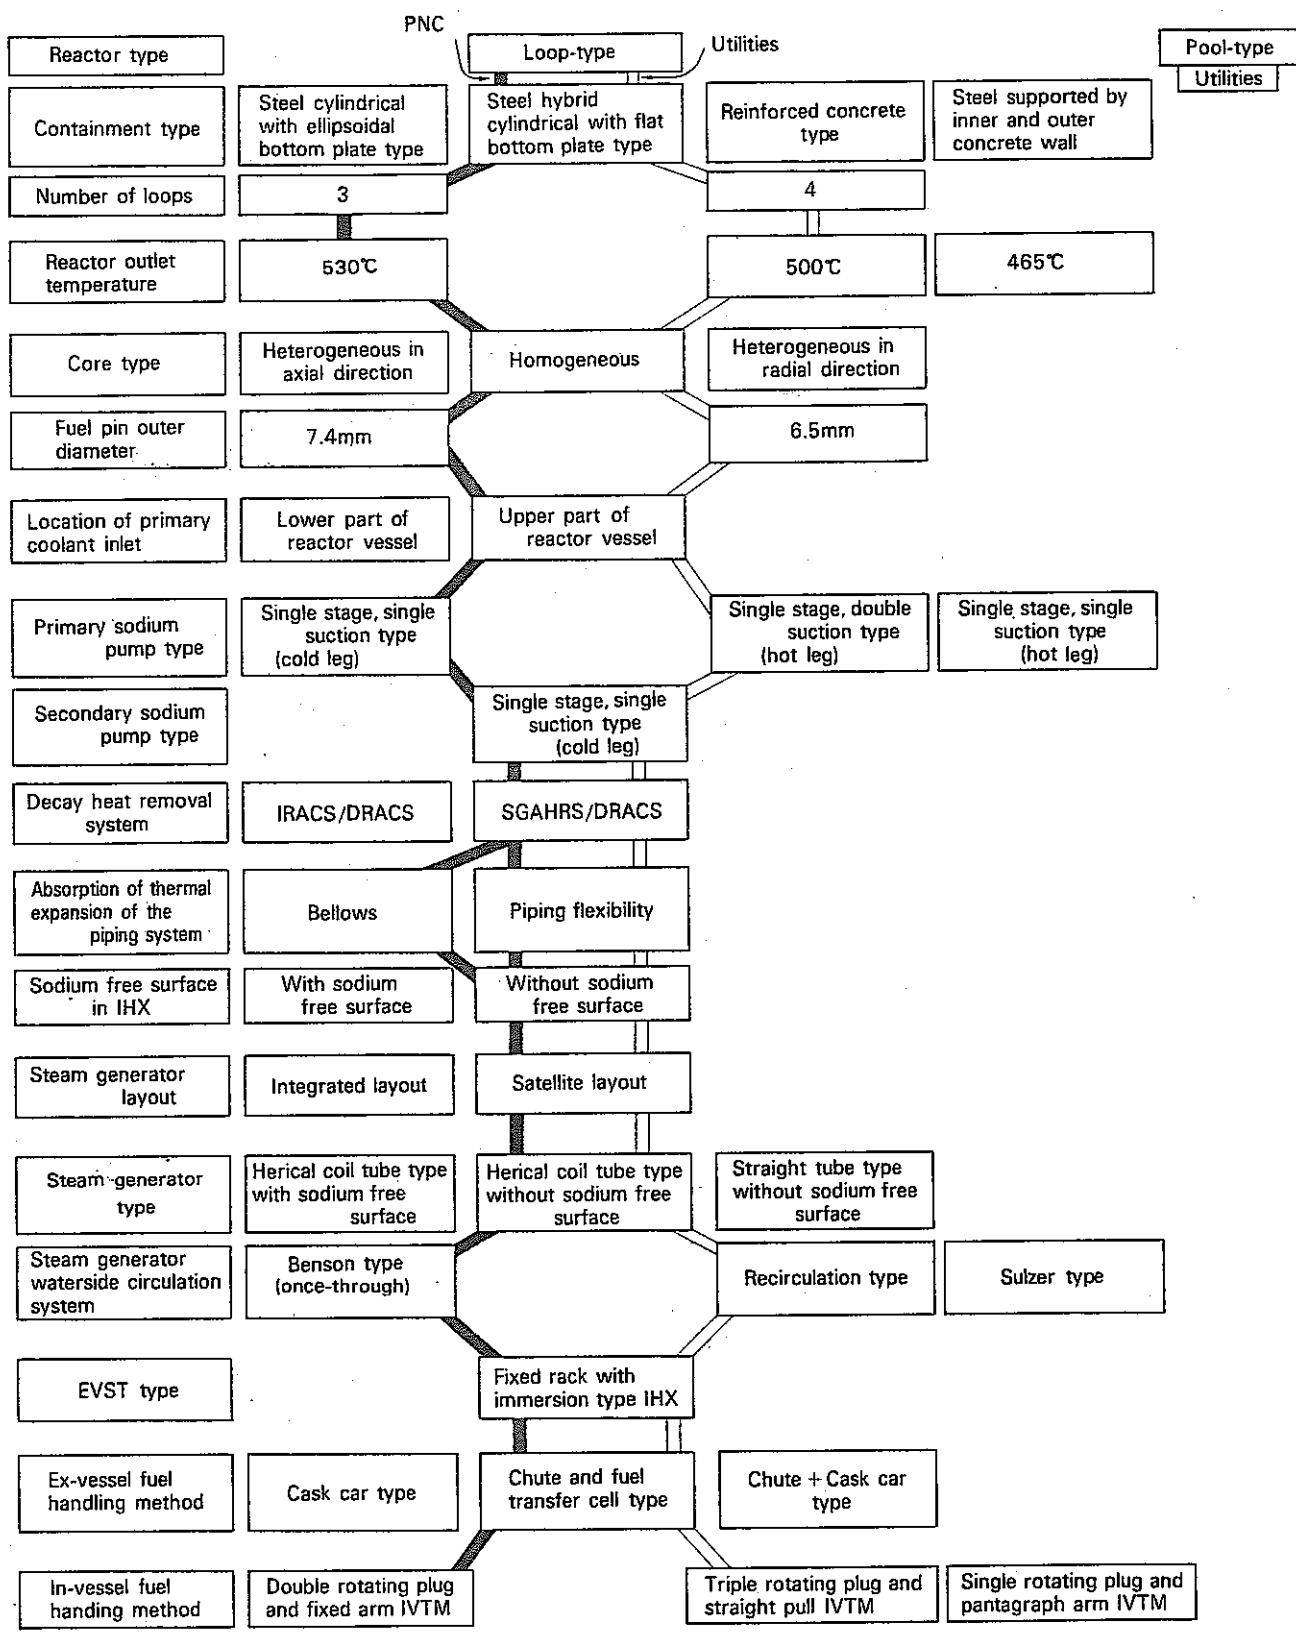 PNC
Reactor type
Loop-type
Utilities
Pool-type
Utilities
Containment type
Steel cylindrical
with ellipsoidal
bottom plate type
Steel hybrid
cylindrical with flat
bottom plate type
Reinforced concrete
type
Steel supported by
inner and outer
concrete wall
Number of loops
3
4
Reactor outlet
temperature
530℃
500℃
465℃
Core type
Heterogeneous in
axial direction
Homogeneous
Heterogeneous in
radial direction
Fuel pin outer
diameter
7.4mm
6.5mm
Location of primary
coolant inlet
Lower part of
reactor vessel
Upper part of
reactor vessel
Primary sodium
pump type
Single stage, single
suction type
(cold leg)
Single stage, double
suction type
(hot leg)
Single stage, single
suction type
(hot leg)
Secondary sodium
pump type
Single stage, single
suction type
(cold leg)
Decay heat removal
system
IRACS/DRACS
SGAHRS/DRACS
Absorption of thermal
expansion of the
piping system
Bellows
Piping flexibility
Sodium free surface
in IHX
With sodium
free surface
Without sodium
free surface
Steam generator
layout
Integrated layout
Satellite layout
Steam-generator
type
Herical coil tube type
with sodium free
surface
Herical coil tube type
without sodium free
surface
Straight tube type
without sodium free
surface
Steam generator
waterside circulation
system
Benson type
(once-through)
Recirculation type
Sulzer type
EVST type
Fixed rack with
immersion type IHX
Ex-vessel fuel
handling method
Cask car type
Chute and fuel
transfer cell type
Chute + Cask car
type
In-vessel fuel
handing method
Double rotating plug
and fixed arm IVTM
Triple rotating plug and
straight pull IVTM
Single rotating plug and
pantagraph arm IVTM